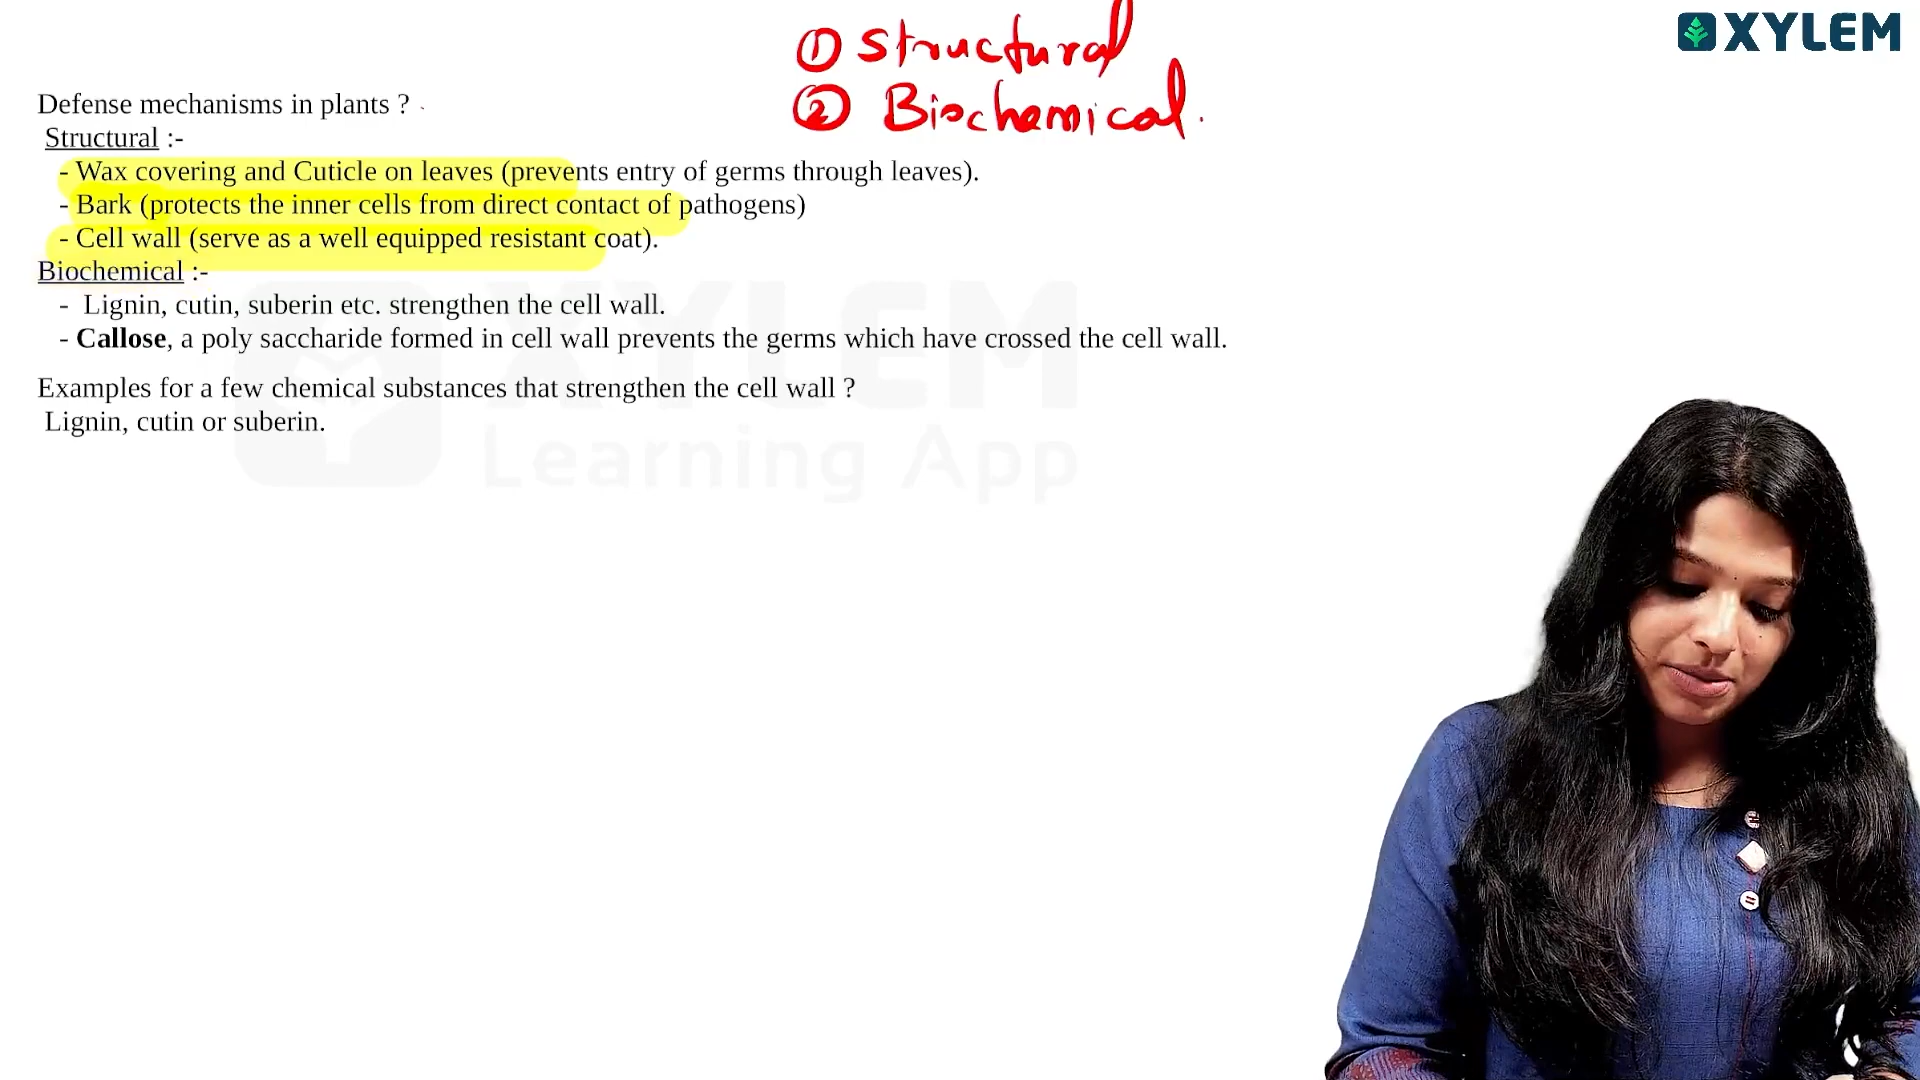 ① Structural
② Biochemical.
XYLEM
Defense mechanisms in plants ?
Structural :-
- Wax covering and Cuticle on leaves (prevents entry of germs through leaves).
- Bark (protects the inner cells from direct contact of pathogens)
- Cell wall (serve as a well equipped resistant coat).
Biochemical :-
- Lignin, cutin, suberin etc. strengthen the cell wall.
- Callose, a poly saccharide formed in cell wall prevents the germs which have crossed the cell wall.
Examples for a few chemical substances that strengthen the cell wall ?
Lignin, cutin or suberin.
XYLEM
Learning App